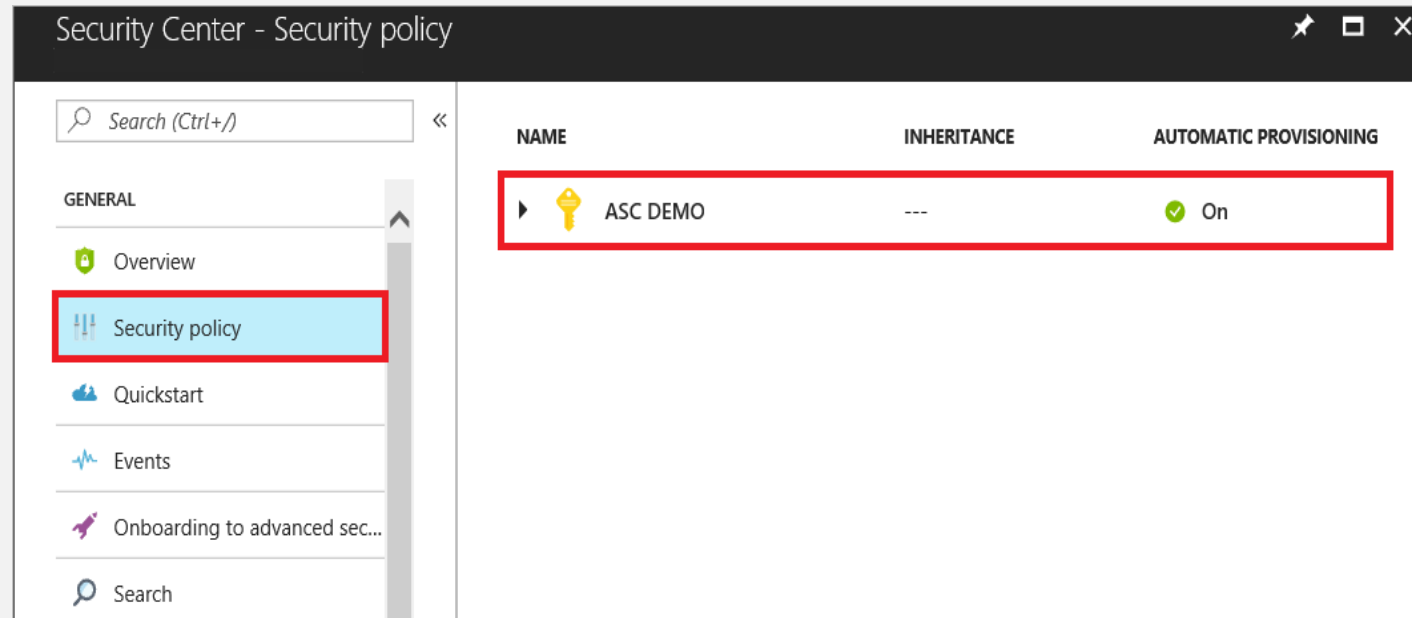 Security Center - Security policy
Search (Ctrl+/)
«
GENERAL
Overview
Security policy
Quickstart
Events
Onboarding to advanced sec...
Search
NAME INHERITANCE AUTOMATIC PROVISIONING
ASC DEMO --- On